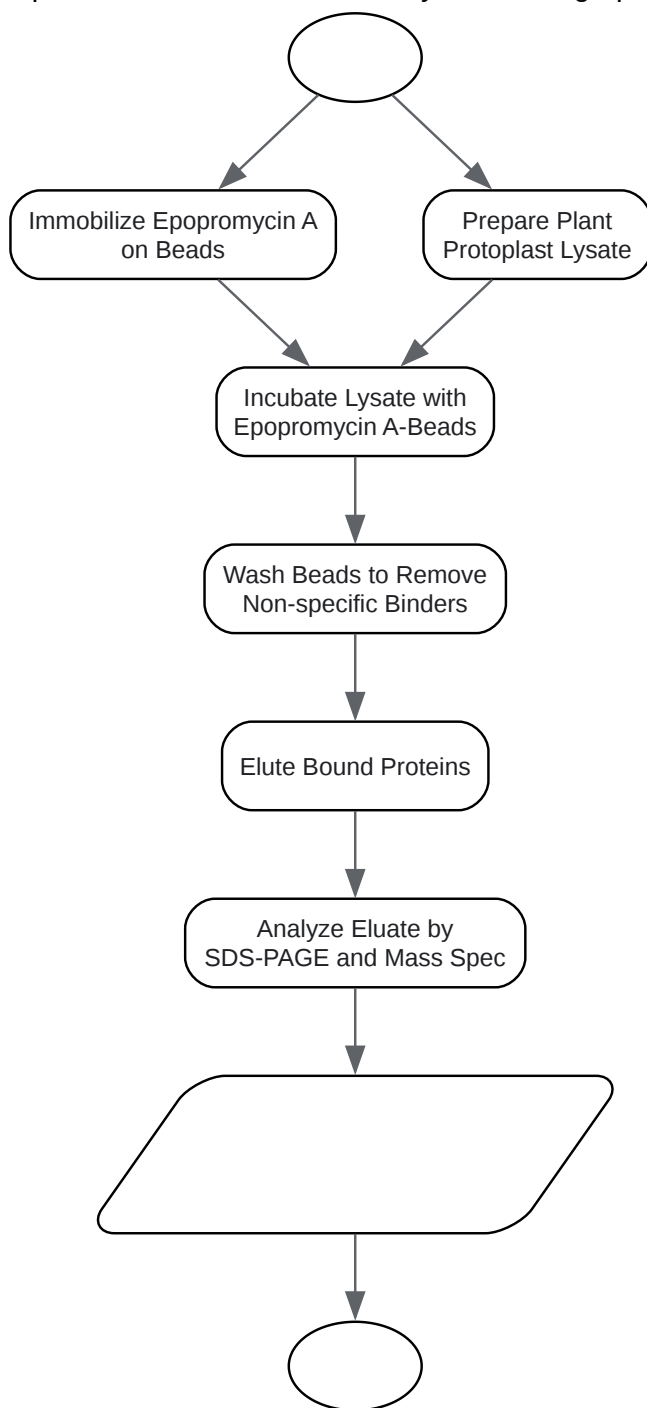 Immobilize Epopromycin A
on Beads
Prepare Plant
Protoplast Lysate
Incubate Lysate with
Epopromycin A-Beads
Wash Beads to Remove
Non-specific Binders
Elute Bound Proteins
Analyze Eluate by
SDS-PAGE and Mass Spec